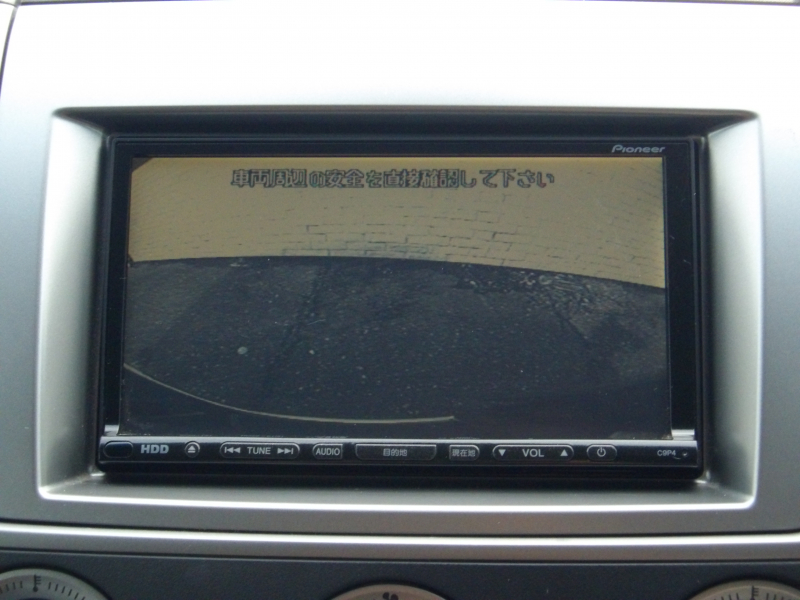 Pioneer
車両周辺の安全を直接確認して下さい
HDD TUNE AUDIO 目的地 現在地 VOL C9P4